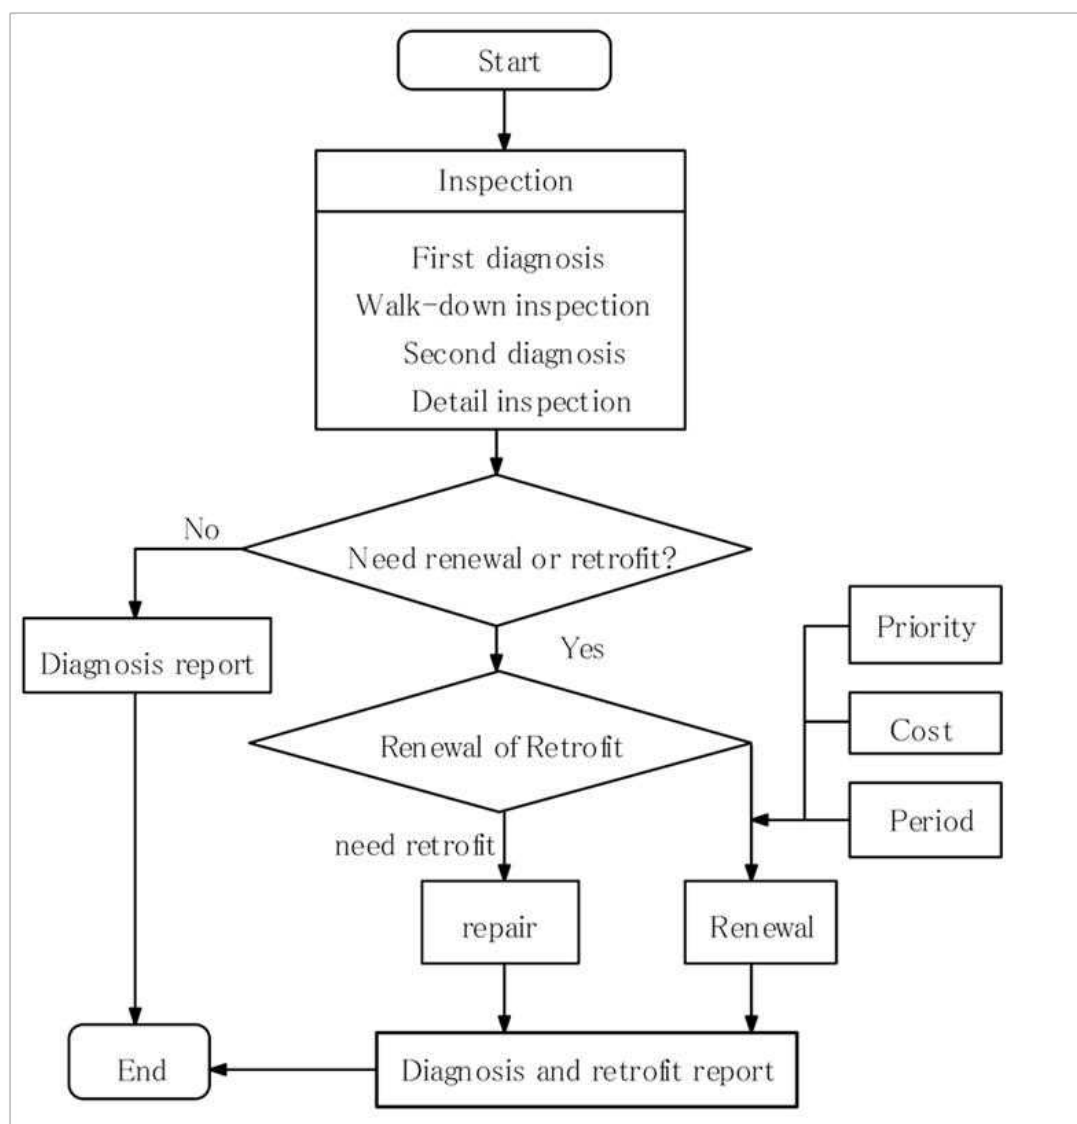 Start
Inspection
First diagnosis
Walk-down inspection
Second diagnosis
Detail inspection
No
Need renewal or retrofit?
Diagnosis report
Yes
Priority
Renewal of Retrofit
Cost
Period
need retrofit
repair
Renewal
End
Diagnosis and retrofit report